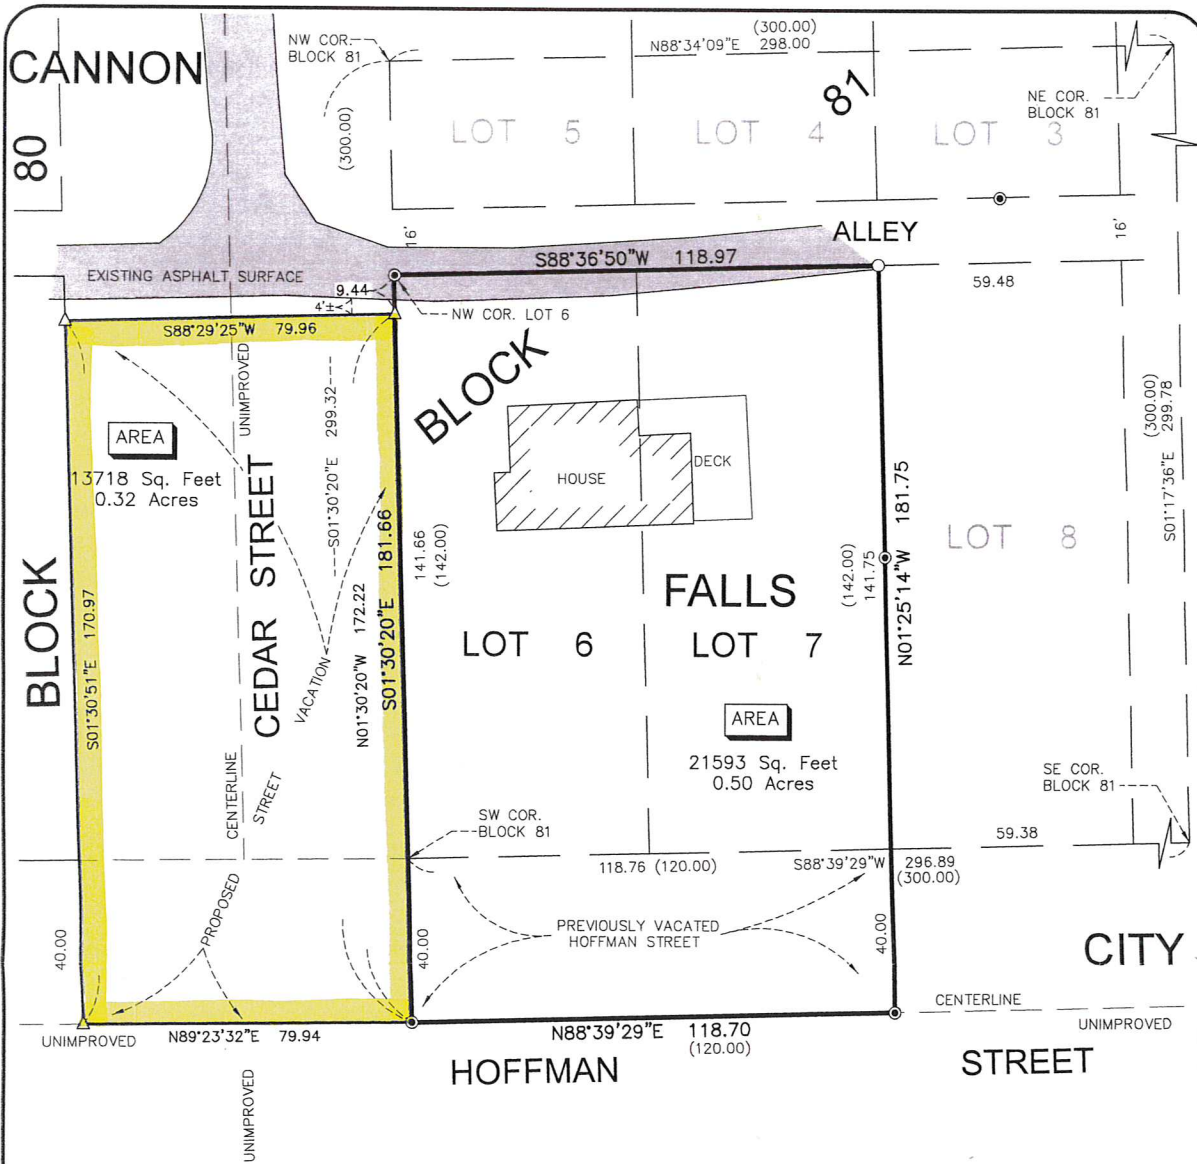 CANNON
80
NW COR.
BLOCK 81
(300.00)
(300.00)
N88°34'09"E 298.00
81
NE COR.
BLOCK 81
LOT 5
LOT 4
LOT 3
16'
16'
ALLEY
EXISTING ASPHALT SURFACE
S88°36'50"W 118.97
59.48
9.44
4'±
NW COR. LOT 6
S88°29'25"W 79.96
UNIMPROVED
S01°30'20"E 299.32
BLOCK
AREA
13718 Sq. Feet
0.32 Acres
CEDAR STREET
HOUSE
DECK
(300.00)
S01°17'36"E 299.78
LOT 8
BLOCK
S01°30'51"E 170.97
VACATION
N01°30'20"W 172.22
S01°30'20"E 181.66
141.66
(142.00)
(142.00)
141.75
N01°25'14"W 181.75
FALLS
LOT 6
LOT 7
AREA
21593 Sq. Feet
0.50 Acres
CENTERLINE
STREET
SW COR.
BLOCK 81
SE COR.
BLOCK 81
59.38
118.76 (120.00)
S88°39'29"W 296.89
(300.00)
PROPOSED
40.00
40.00
PREVIOUSLY VACATED
HOFFMAN STREET
40.00
CITY
CENTERLINE
UNIMPROVED
UNIMPROVED
N89°23'32"E 79.94
N88°39'29"E 118.70
(120.00)
HOFFMAN
STREET
UNIMPROVED